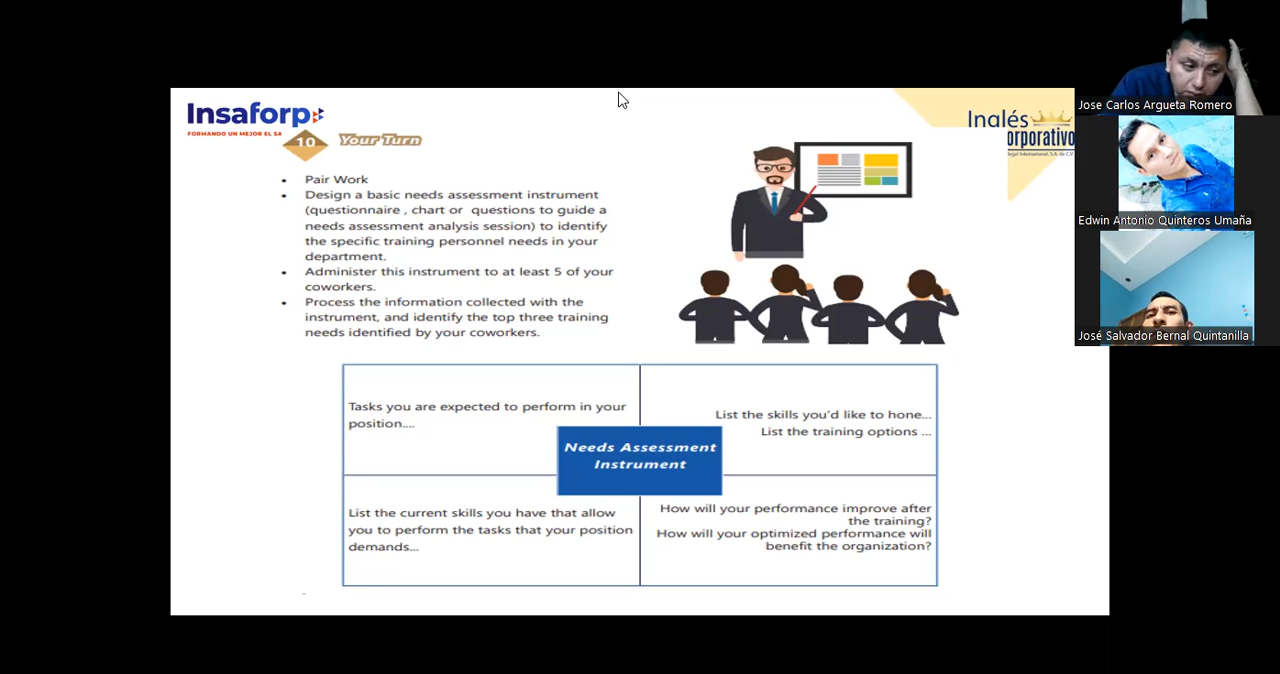 Insaforp
FORMANDO UN MEJOR EL SA
10
Your Turn
Inglés
orporativo
legal International, S.A. de C.V
• Pair Work
• Design a basic needs assessment instrument
(questionnaire , chart or questions to guide a
needs assessment analysis session) to identify
the specific training personnel needs in your
department.
• Administer this instrument to at least 5 of your
coworkers.
• Process the information collected with the
instrument, and identify the top three training
needs identified by your coworkers.
Tasks you are expected to perform in your
position....
List the skills you'd like to hone...
List the training options ...
Needs Assessment
Instrument
List the current skills you have that allow
you to perform the tasks that your position
demands...
How will your performance improve after
the training?
How will your optimized performance will
benefit the organization?
Jose Carlos Argueta Romero
Edwin Antonio Quinteros Umaña
José Salvador Bernal Quintanilla